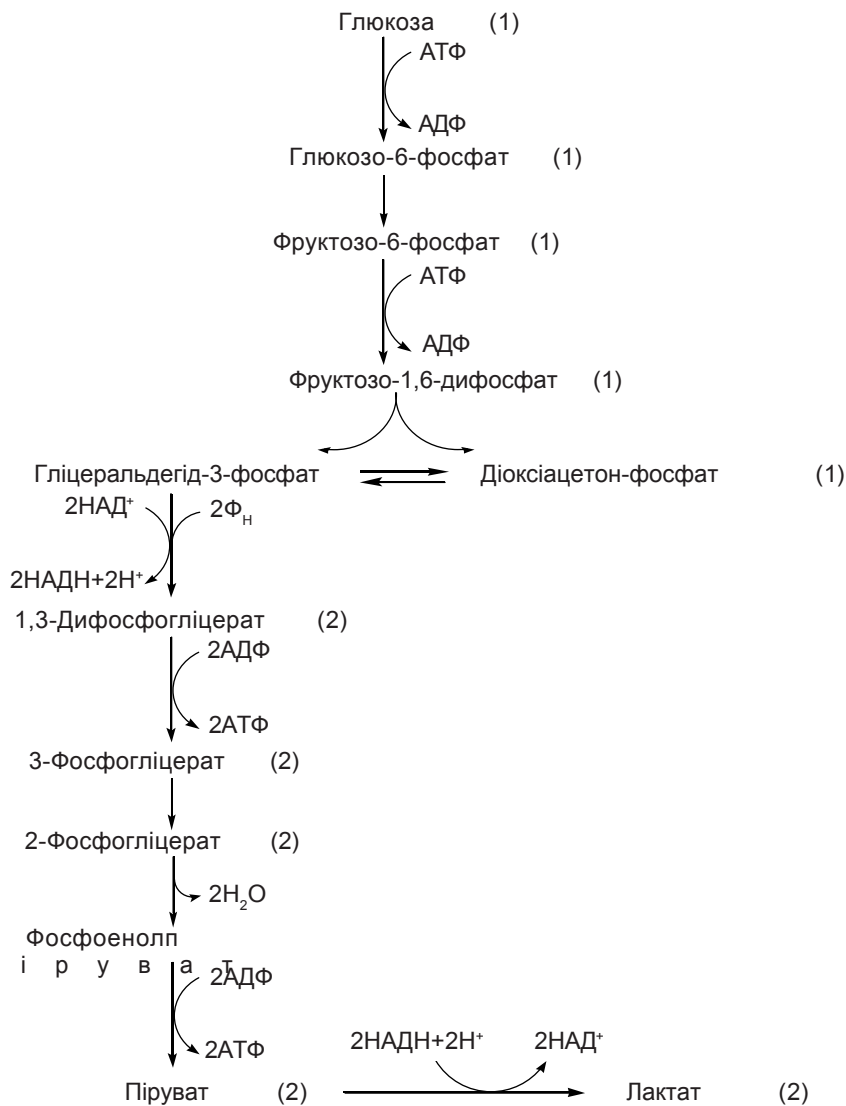 Глюкоза (1)
АТФ
АДФ
Глюкозо-6-фосфат (1)
Фруктозо-6-фосфат (1)
АТФ
АДФ
Фруктозо-1,6-дифосфат (1)
Гліцеральдегід-3-фосфат Діоксіацетон-фосфат (1)
2НАД⁺ 2Фн
2НАДН+2Н⁺
1,3-Дифосфогліцерат (2)
2АДФ
2АТФ
3-Фосфогліцерат (2)
2-Фосфогліцерат (2)
2Н₂О
Фосфоенолп
і р у в а т
2АДФ
2АТФ
2НАДН+2Н⁺ 2НАД⁺
Піруват (2) Лактат (2)